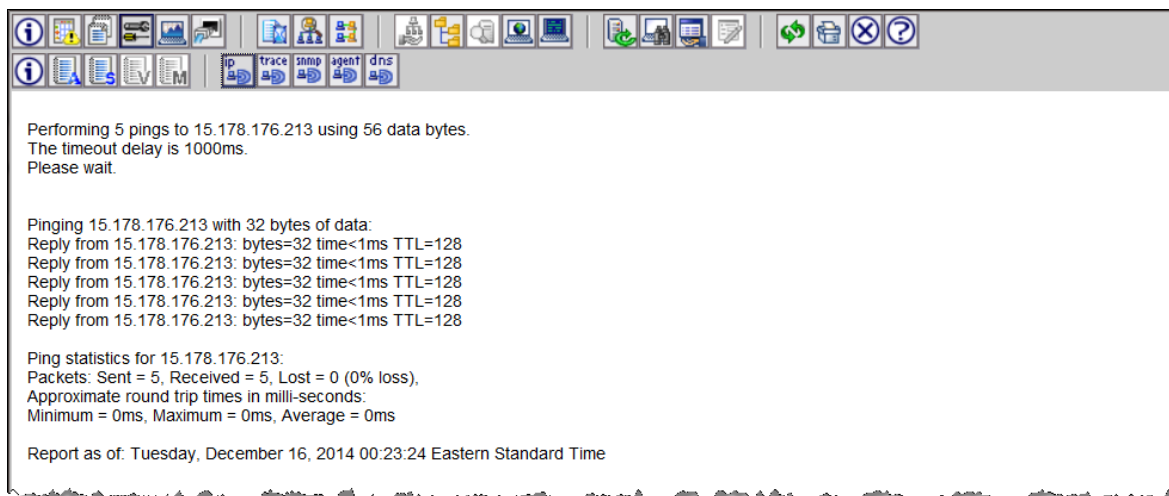 ip trace snmp agent dns
A S V M
Performing 5 pings to 15.178.176.213 using 56 data bytes.
The timeout delay is 1000ms.
Please wait.
Pinging 15.178.176.213 with 32 bytes of data:
Reply from 15.178.176.213: bytes=32 time<1ms TTL=128
Reply from 15.178.176.213: bytes=32 time<1ms TTL=128
Reply from 15.178.176.213: bytes=32 time<1ms TTL=128
Reply from 15.178.176.213: bytes=32 time<1ms TTL=128
Reply from 15.178.176.213: bytes=32 time<1ms TTL=128
Ping statistics for 15.178.176.213:
Packets: Sent = 5, Received = 5, Lost = 0 (0% loss),
Approximate round trip times in milli-seconds:
Minimum = 0ms, Maximum = 0ms, Average = 0ms
Report as of: Tuesday, December 16, 2014 00:23:24 Eastern Standard Time